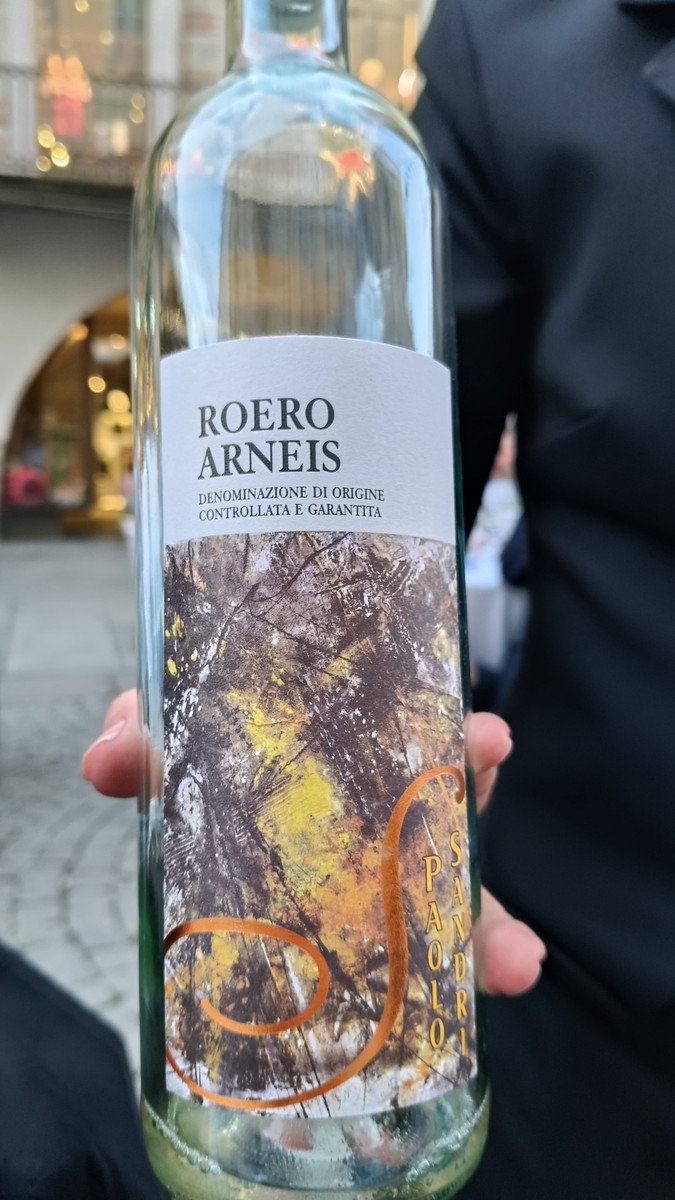 ROERO
ARNEIS
DENOMINAZIONE DI ORIGINE
CONTROLLATA E GARANTITA
PAOLO
SANDRI